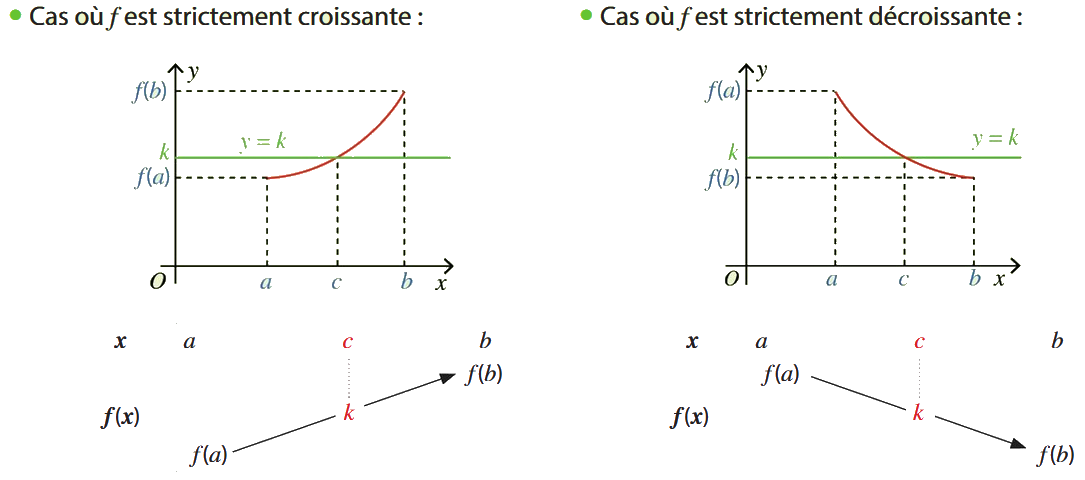 • Cas où f est strictement croissante :
y
f(b)
y = k
k
f(a)
O a c b x
x a c b
f(b)
f(x) k
f(a)
• Cas où f est strictement décroissante :
y
f(a)
y = k
k
f(b)
O a c b x
x a c b
f(a)
f(x) k
f(b)